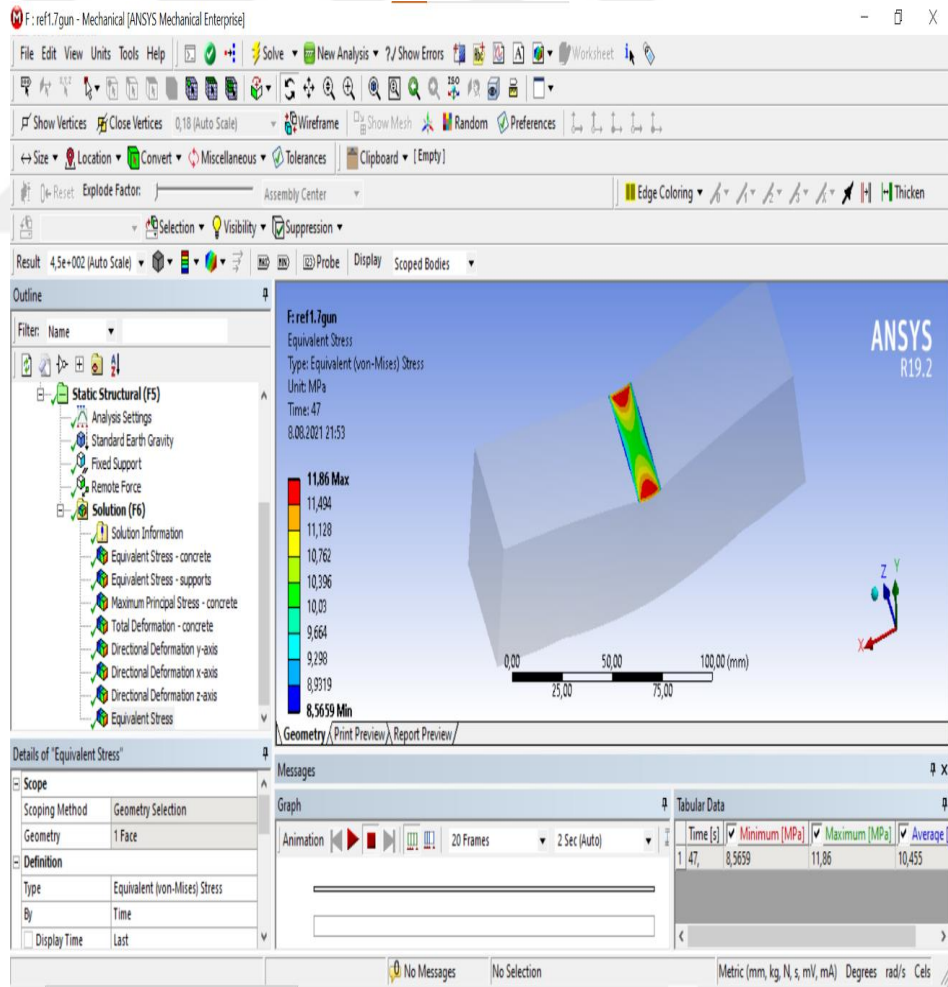 F : ref1.7gun - Mechanical [ANSYS Mechanical Enterprise]
File Edit View Units Tools Help Solve New Analysis ?/ Show Errors Worksheet
Show Vertices Close Vertices 0,18 (Auto Scale) Wireframe Show Mesh Random Preferences
Size Location Convert Miscellaneous Tolerances Clipboard [Empty]
Reset Explode Factor: Assembly Center Edge Coloring Thicken
Selection Visibility Suppression
Result 4,5e+002 (Auto Scale) Probe Display Scoped Bodies
Outline
Filter: Name
Static Structural (F5)
Analysis Settings
Standard Earth Gravity
Fixed Support
Remote Force
Solution (F6)
Solution Information
Equivalent Stress - concrete
Equivalent Stress - supports
Maximum Principal Stress - concrete
Total Deformation - concrete
Directional Deformation y-axis
Directional Deformation x-axis
Directional Deformation z-axis
Equivalent Stress
F: ref1.7gun
Equivalent Stress
Type: Equivalent (von-Mises) Stress
Unit: MPa
Time: 47
8.08.2021 21:53
11,86 Max
11,494
11,128
10,762
10,396
10,03
9,664
9,298
8,9319
8,5659 Min
ANSYS
R19.2
Z Y
X
0,00 50,00 100,00 (mm)
25,00 75,00
Geometry Print Preview Report Preview
Details of "Equivalent Stress"
Scope
Scoping Method Geometry Selection
Geometry 1 Face
Definition
Type Equivalent (von-Mises) Stress
By Time
Display Time Last
Messages
Graph
Animation 20 Frames 2 Sec (Auto)
Tabular Data
Time [s] Minimum [MPa] Maximum [MPa] Average [
1 47, 8,5659 11,86 10,455
No Messages No Selection Metric (mm, kg, N, s, mV, mA) Degrees rad/s Cels